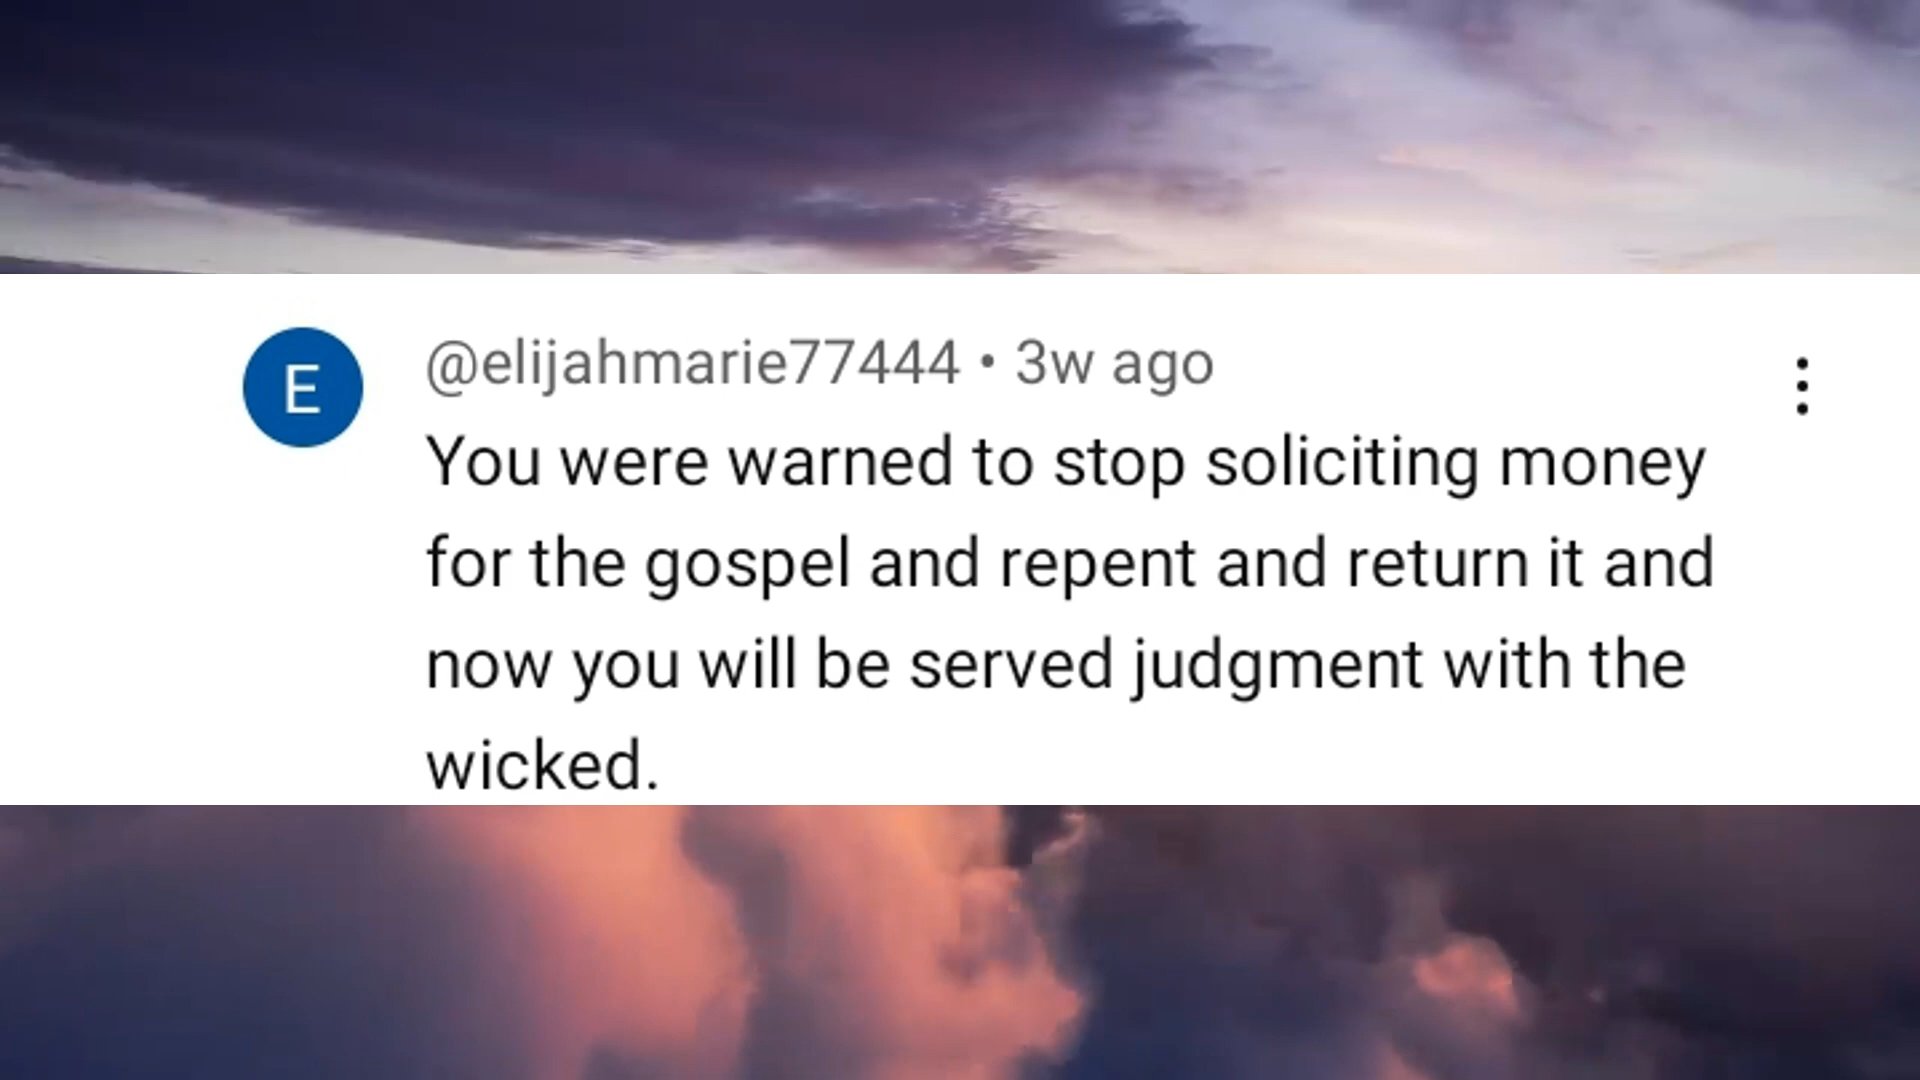 E
@elijahmarie77444 • 3w ago
You were warned to stop soliciting money
for the gospel and repent and return it and
now you will be served judgment with the
wicked.